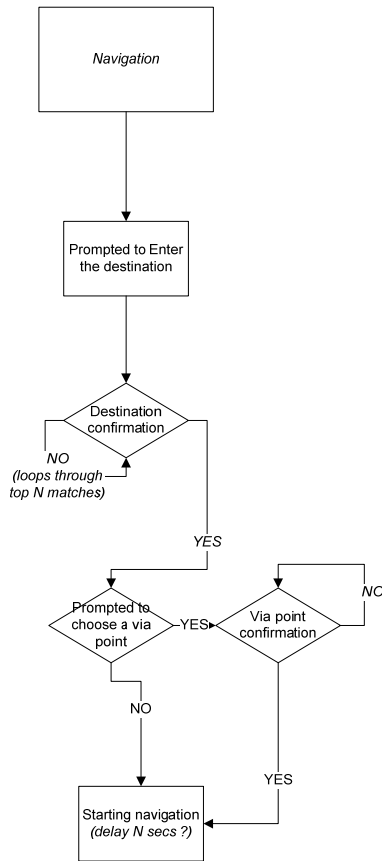 Navigation
Prompted to Enter
the destination
Destination
confirmation
NO
(loops through
top N matches)
YES
Prompted to
choose a via
point
YES
Via point
confirmation
NO
NO
YES
Starting navigation
(delay N secs ?)